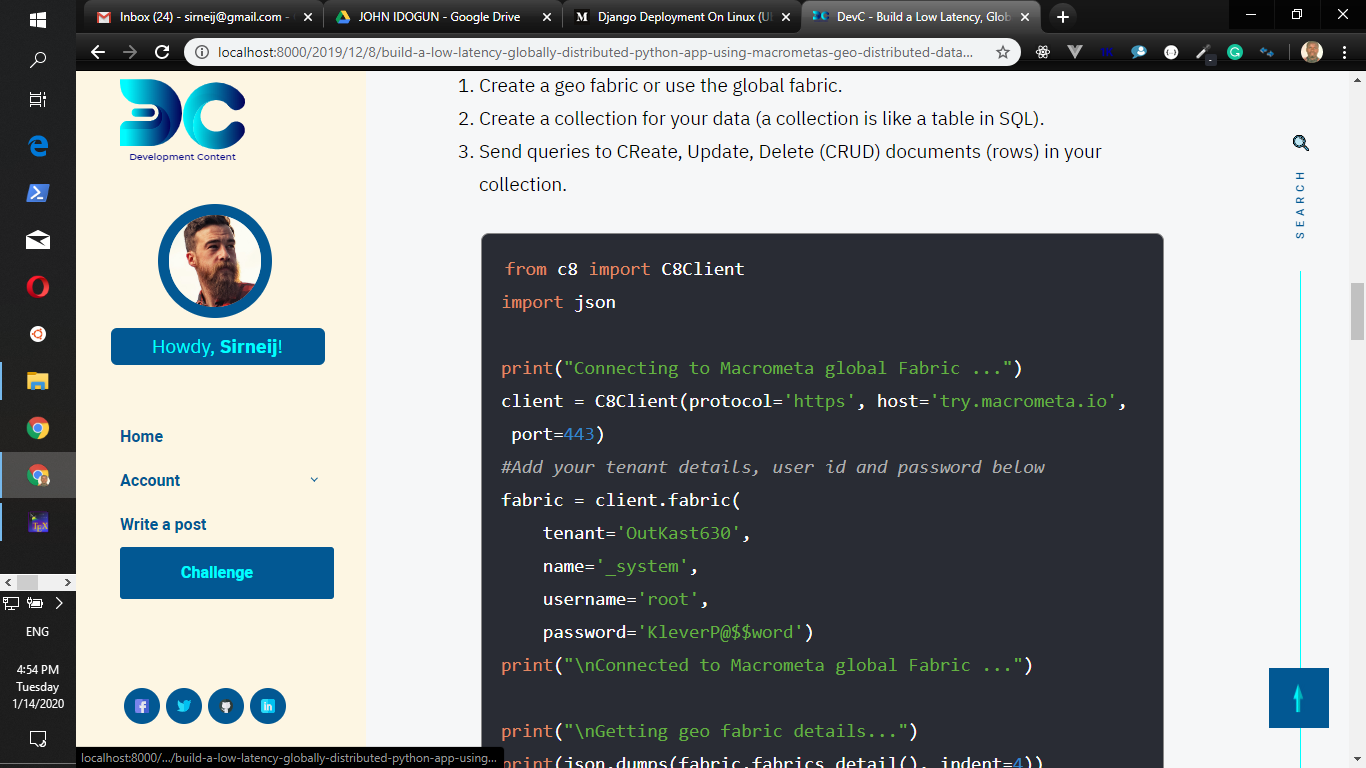 Inbox (24) - sirneij@gmail.com -
JOHN IDOGUN - Google Drive
Django Deployment On Linux (U
DevC - Build a Low Latency, Glob
localhost:8000/2019/12/8/build-a-low-latency-globally-distributed-python-app-using-macrometas-geo-distributed-data...
Development Content
Howdy, Sirneij!
Home
Account
Write a post
Challenge
1. Create a geo fabric or use the global fabric.
2. Create a collection for your data (a collection is like a table in SQL).
3. Send queries to CReate, Update, Delete (CRUD) documents (rows) in your
collection.
from c8 import C8Client
import json
print("Connecting to Macrometa global Fabric ...")
client = C8Client(protocol='https', host='try.macrometa.io',
port=443)
#Add your tenant details, user id and password below
fabric = client.fabric(
tenant='OutKast630',
name='_system',
username='root',
password='KleverP@$$word')
print("\nConnected to Macrometa global Fabric ...")
print("\nGetting geo fabric details...")
print(json.dumps(fabric.fabrics_detail(), indent=4))
SEARCH
ENG
4:54 PM
Tuesday
1/14/2020
localhost:8000/.../build-a-low-latency-globally-distributed-python-app-using...